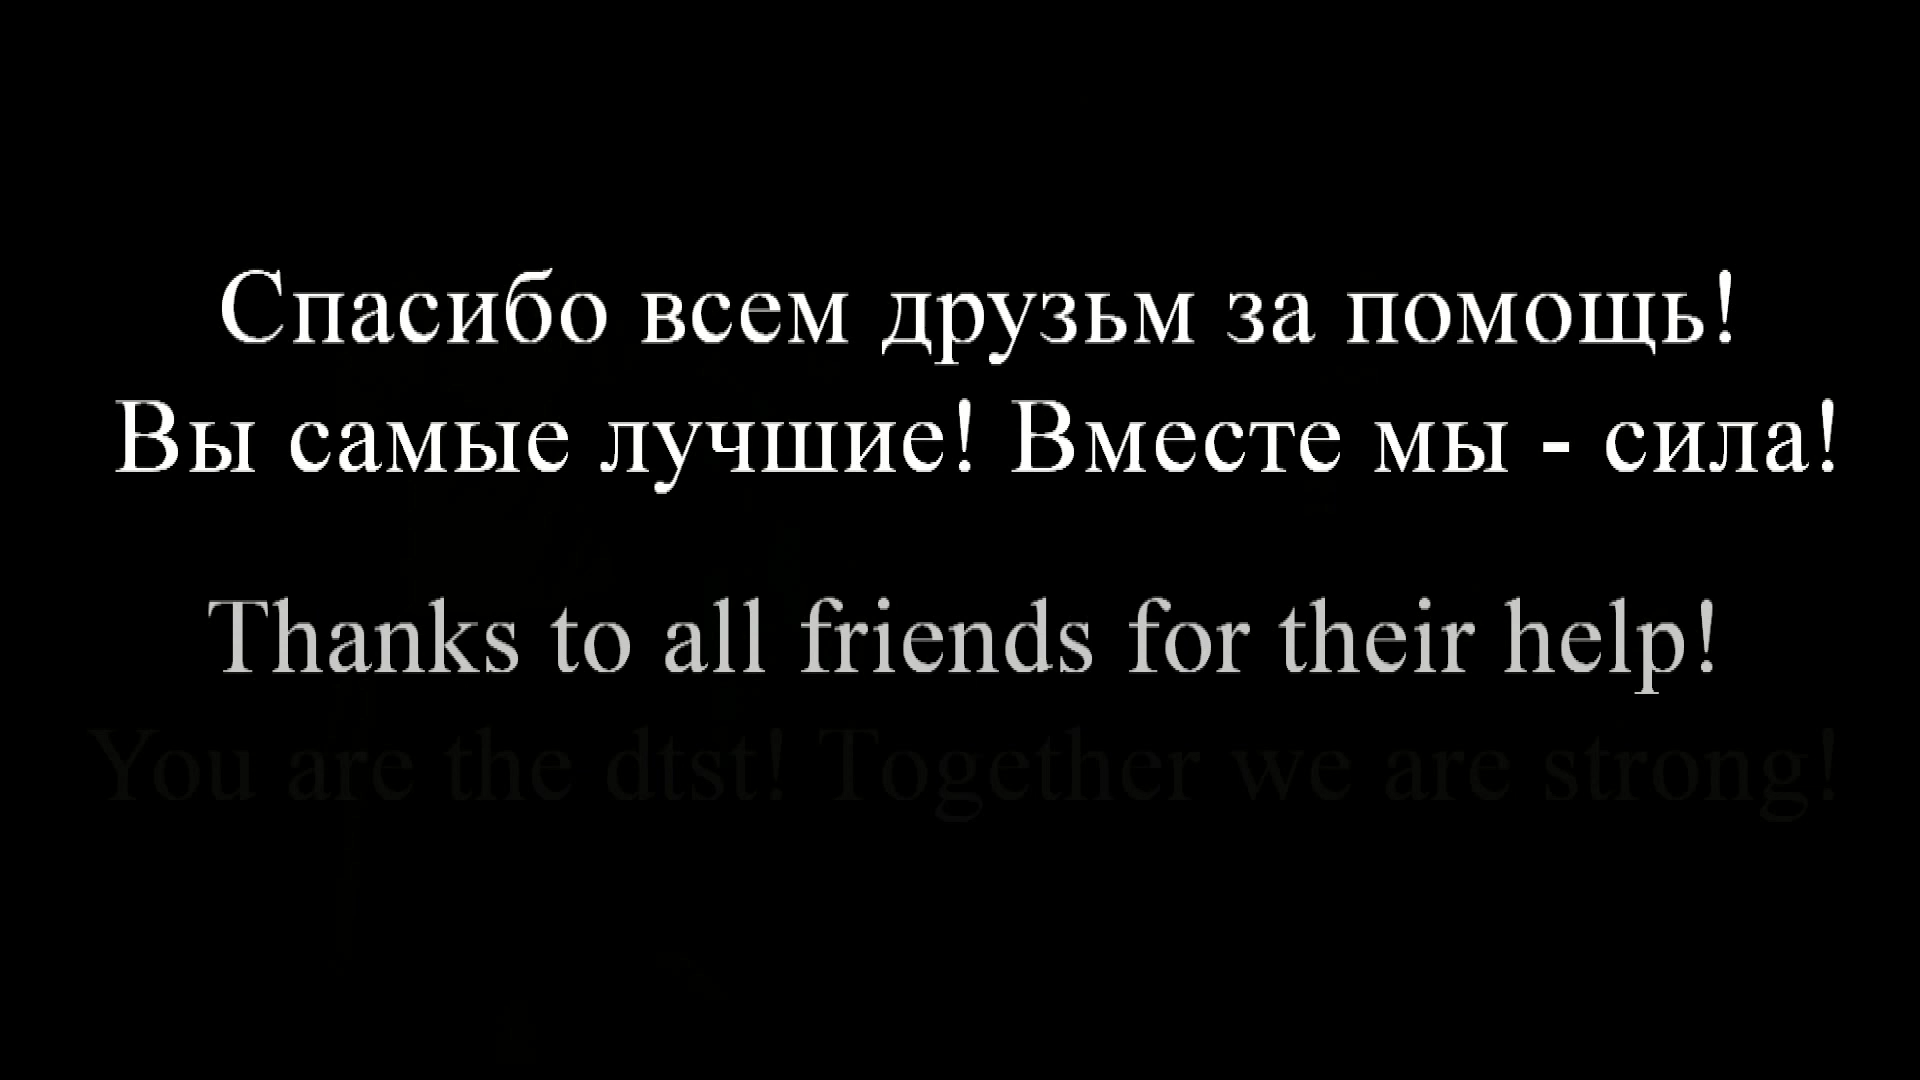 Спасибо всем друзьм за помощь!
Вы самые лучшие! Вместе мы - сила!
Thanks to all friends for their help!
You are the dtst! Together we are strong!